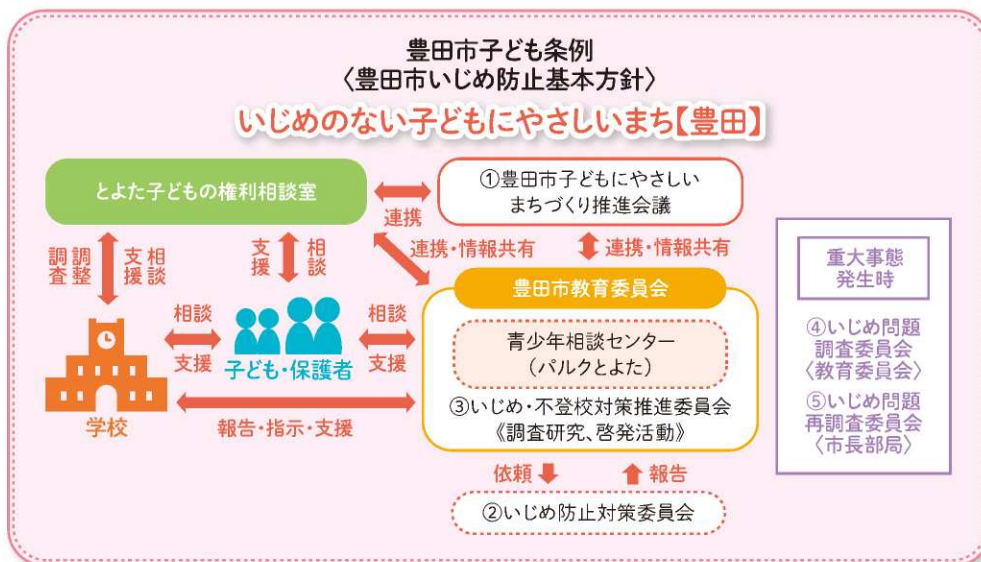 豊田市子ども条例
〈豊田市いじめ防止基本方針〉
いじめのない子どもにやさしいまち【豊田】
とよた子どもの権利相談室
連携
①豊田市子どもにやさしい
まちづくり推進会議
調査
調整
支援
相談
支援
相談
連携・情報共有
連携・情報共有
豊田市教育委員会
青少年相談センター
（パルクとよた）
③いじめ・不登校対策推進委員会
《調査研究、啓発活動》
相談
支援
相談
支援
子ども・保護者
学校
報告・指示・支援
依頼
報告
②いじめ防止対策委員会
重大事態
発生時
④いじめ問題
調査委員会
〈教育委員会〉
⑤いじめ問題
再調査委員会
〈市長部局〉